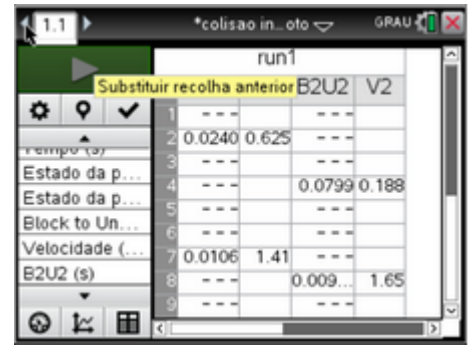 1.1 *colisao in...oto GRAU
run1
Substituir recolha anterior B2U2 V2
1 - - - - - -
2 0.0240 0.625 - - -
3 - - - - - -
4 - - - 0.0799 0.188
5 - - - - - -
7 0.0106 1.41 - - -
8 - - - 0.009... 1.65
9 - - - - - -
Tempo (s)
Estado da p...
Estado da p...
Block to Un...
Velocidade (...
B2U2 (s)